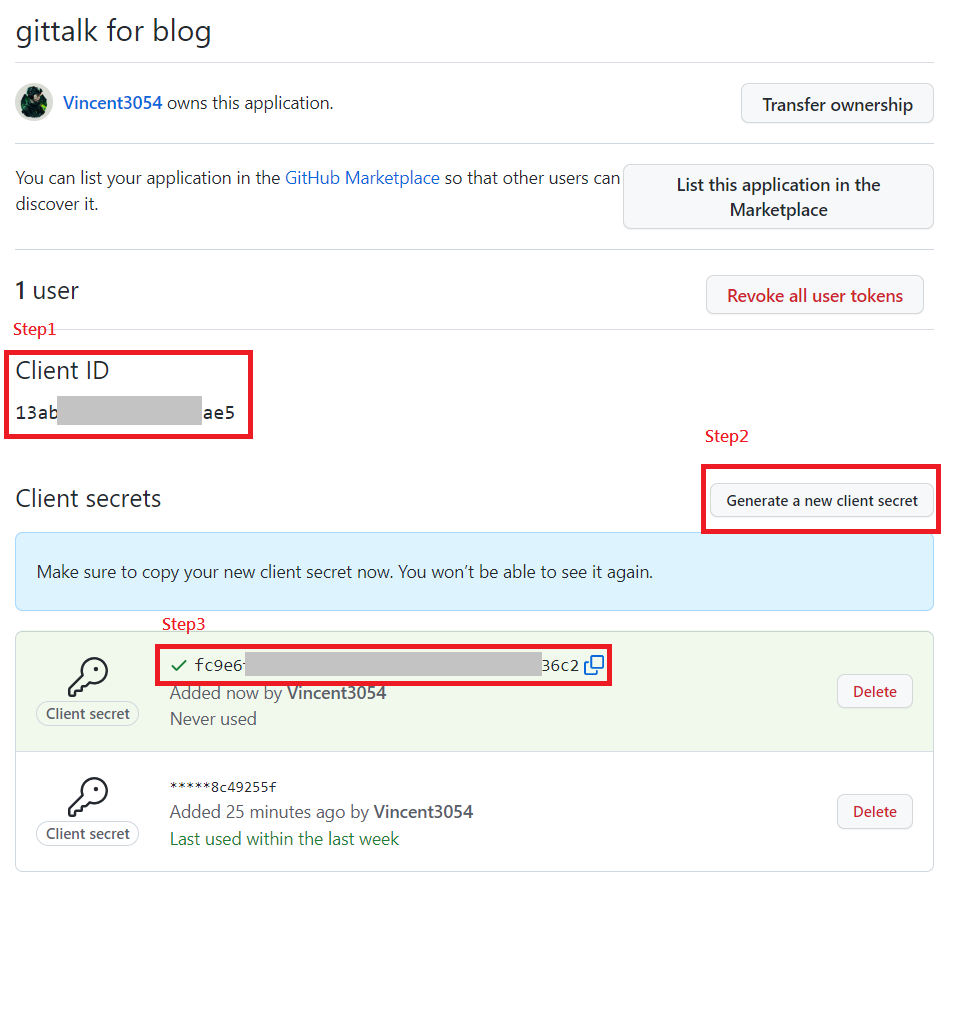 gittalk for blog
Vincent3054 owns this application.
Transfer ownership
You can list your application in the GitHub Marketplace so that other users can
discover it.
List this application in the
Marketplace
1 user
Revoke all user tokens
Step1
Client ID
13ab ae5
Step2
Client secrets
Generate a new client secret
Make sure to copy your new client secret now. You won’t be able to see it again.
Step3
fc9e6 36c2
Added now by Vincent3054
Never used
Client secret
Delete
*****8c49255f
Added 25 minutes ago by Vincent3054
Last used within the last week
Client secret
Delete